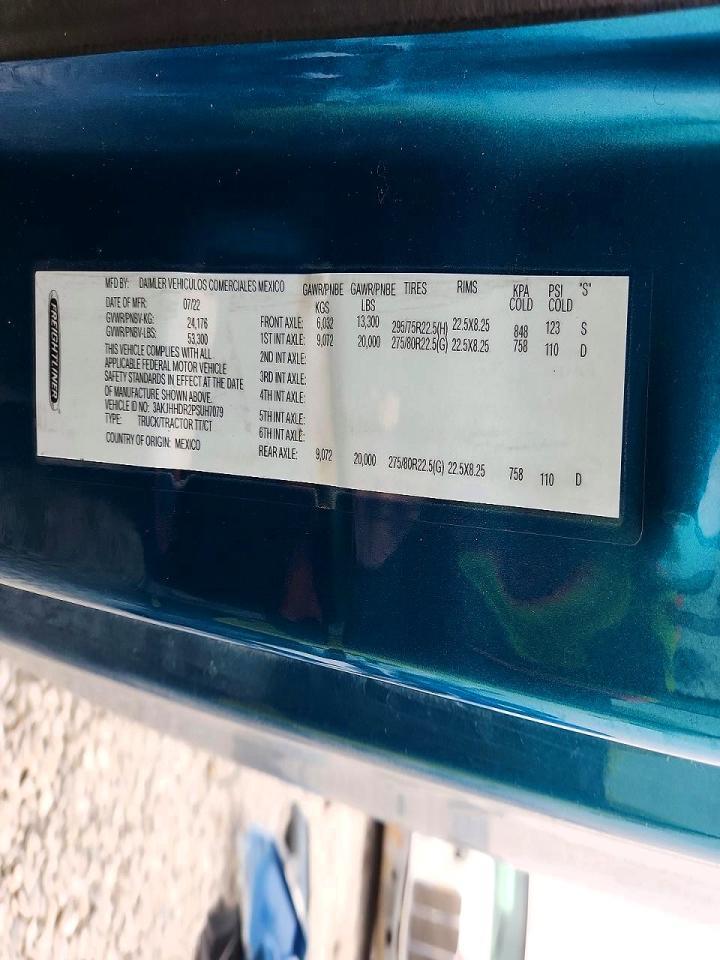 FREIGHTLINER
MFD BY: DAIMLER VEHICULOS COMERCIALES MEXICO
DATE OF MFR: 07/22
GVWR/PNBV-KG: 24,176
GVWR/PNBV-LBS: 53,300
THIS VEHICLE COMPLIES WITH ALL
APPLICABLE FEDERAL MOTOR VEHICLE
SAFETY STANDARDS IN EFFECT AT THE DATE
OF MANUFACTURE SHOWN ABOVE.
VEHICLE ID NO: 3AKJHHDR2PSUH7079
TYPE: TRUCK/TRACTOR TT/CT
COUNTRY OF ORIGIN: MEXICO
GAWR/PNBE KGS GAWR/PNBE LBS TIRES RIMS KPA COLD PSI COLD 'S'
FRONT AXLE: 6,032 13,300 295/75R22.5(H) 22.5X8.25 848 123 S
1ST INT AXLE: 9,072 20,000 275/80R22.5(G) 22.5X8.25 758 110 D
2ND INT AXLE:
3RD INT AXLE:
4TH INT AXLE:
5TH INT AXLE:
6TH INT AXLE:
REAR AXLE: 9,072 20,000 275/80R22.5(G) 22.5X8.25 758 110 D